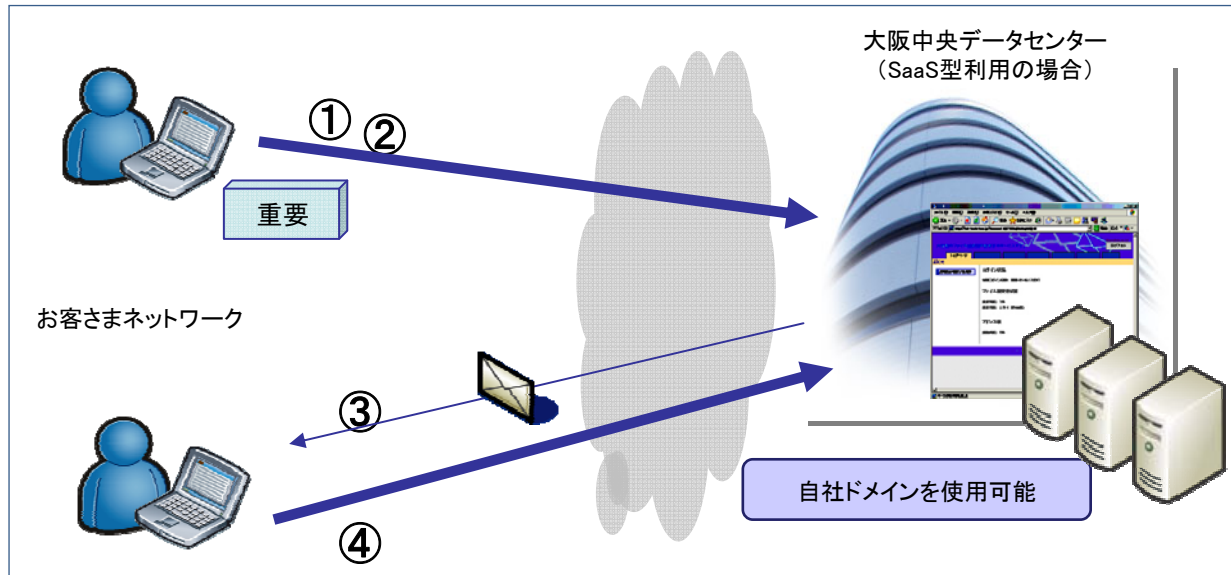 大阪中央データセンター
（SaaS型利用の場合）
① ②
重要
お客さまネットワーク
③
④
自社ドメインを使用可能